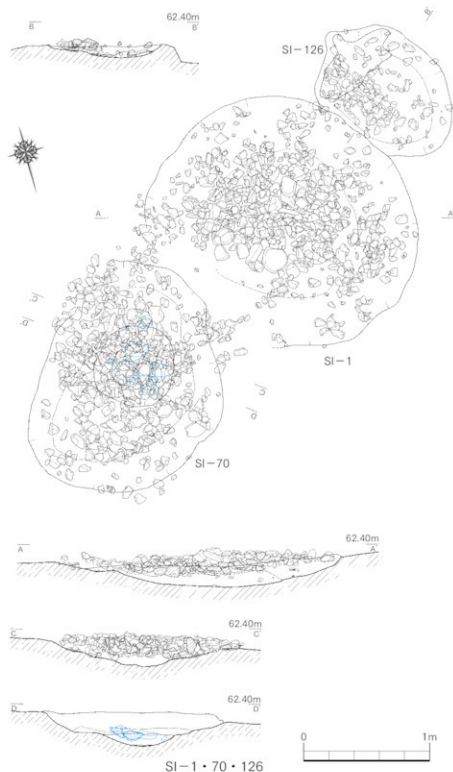 62.40m
B B'
SI-126
B'
A A'
SI-1
C
D
C'
D'
SI-70
62.40m
A A'
62.40m
C C'
62.40m
D D'
0 1m
SI-1・70・126